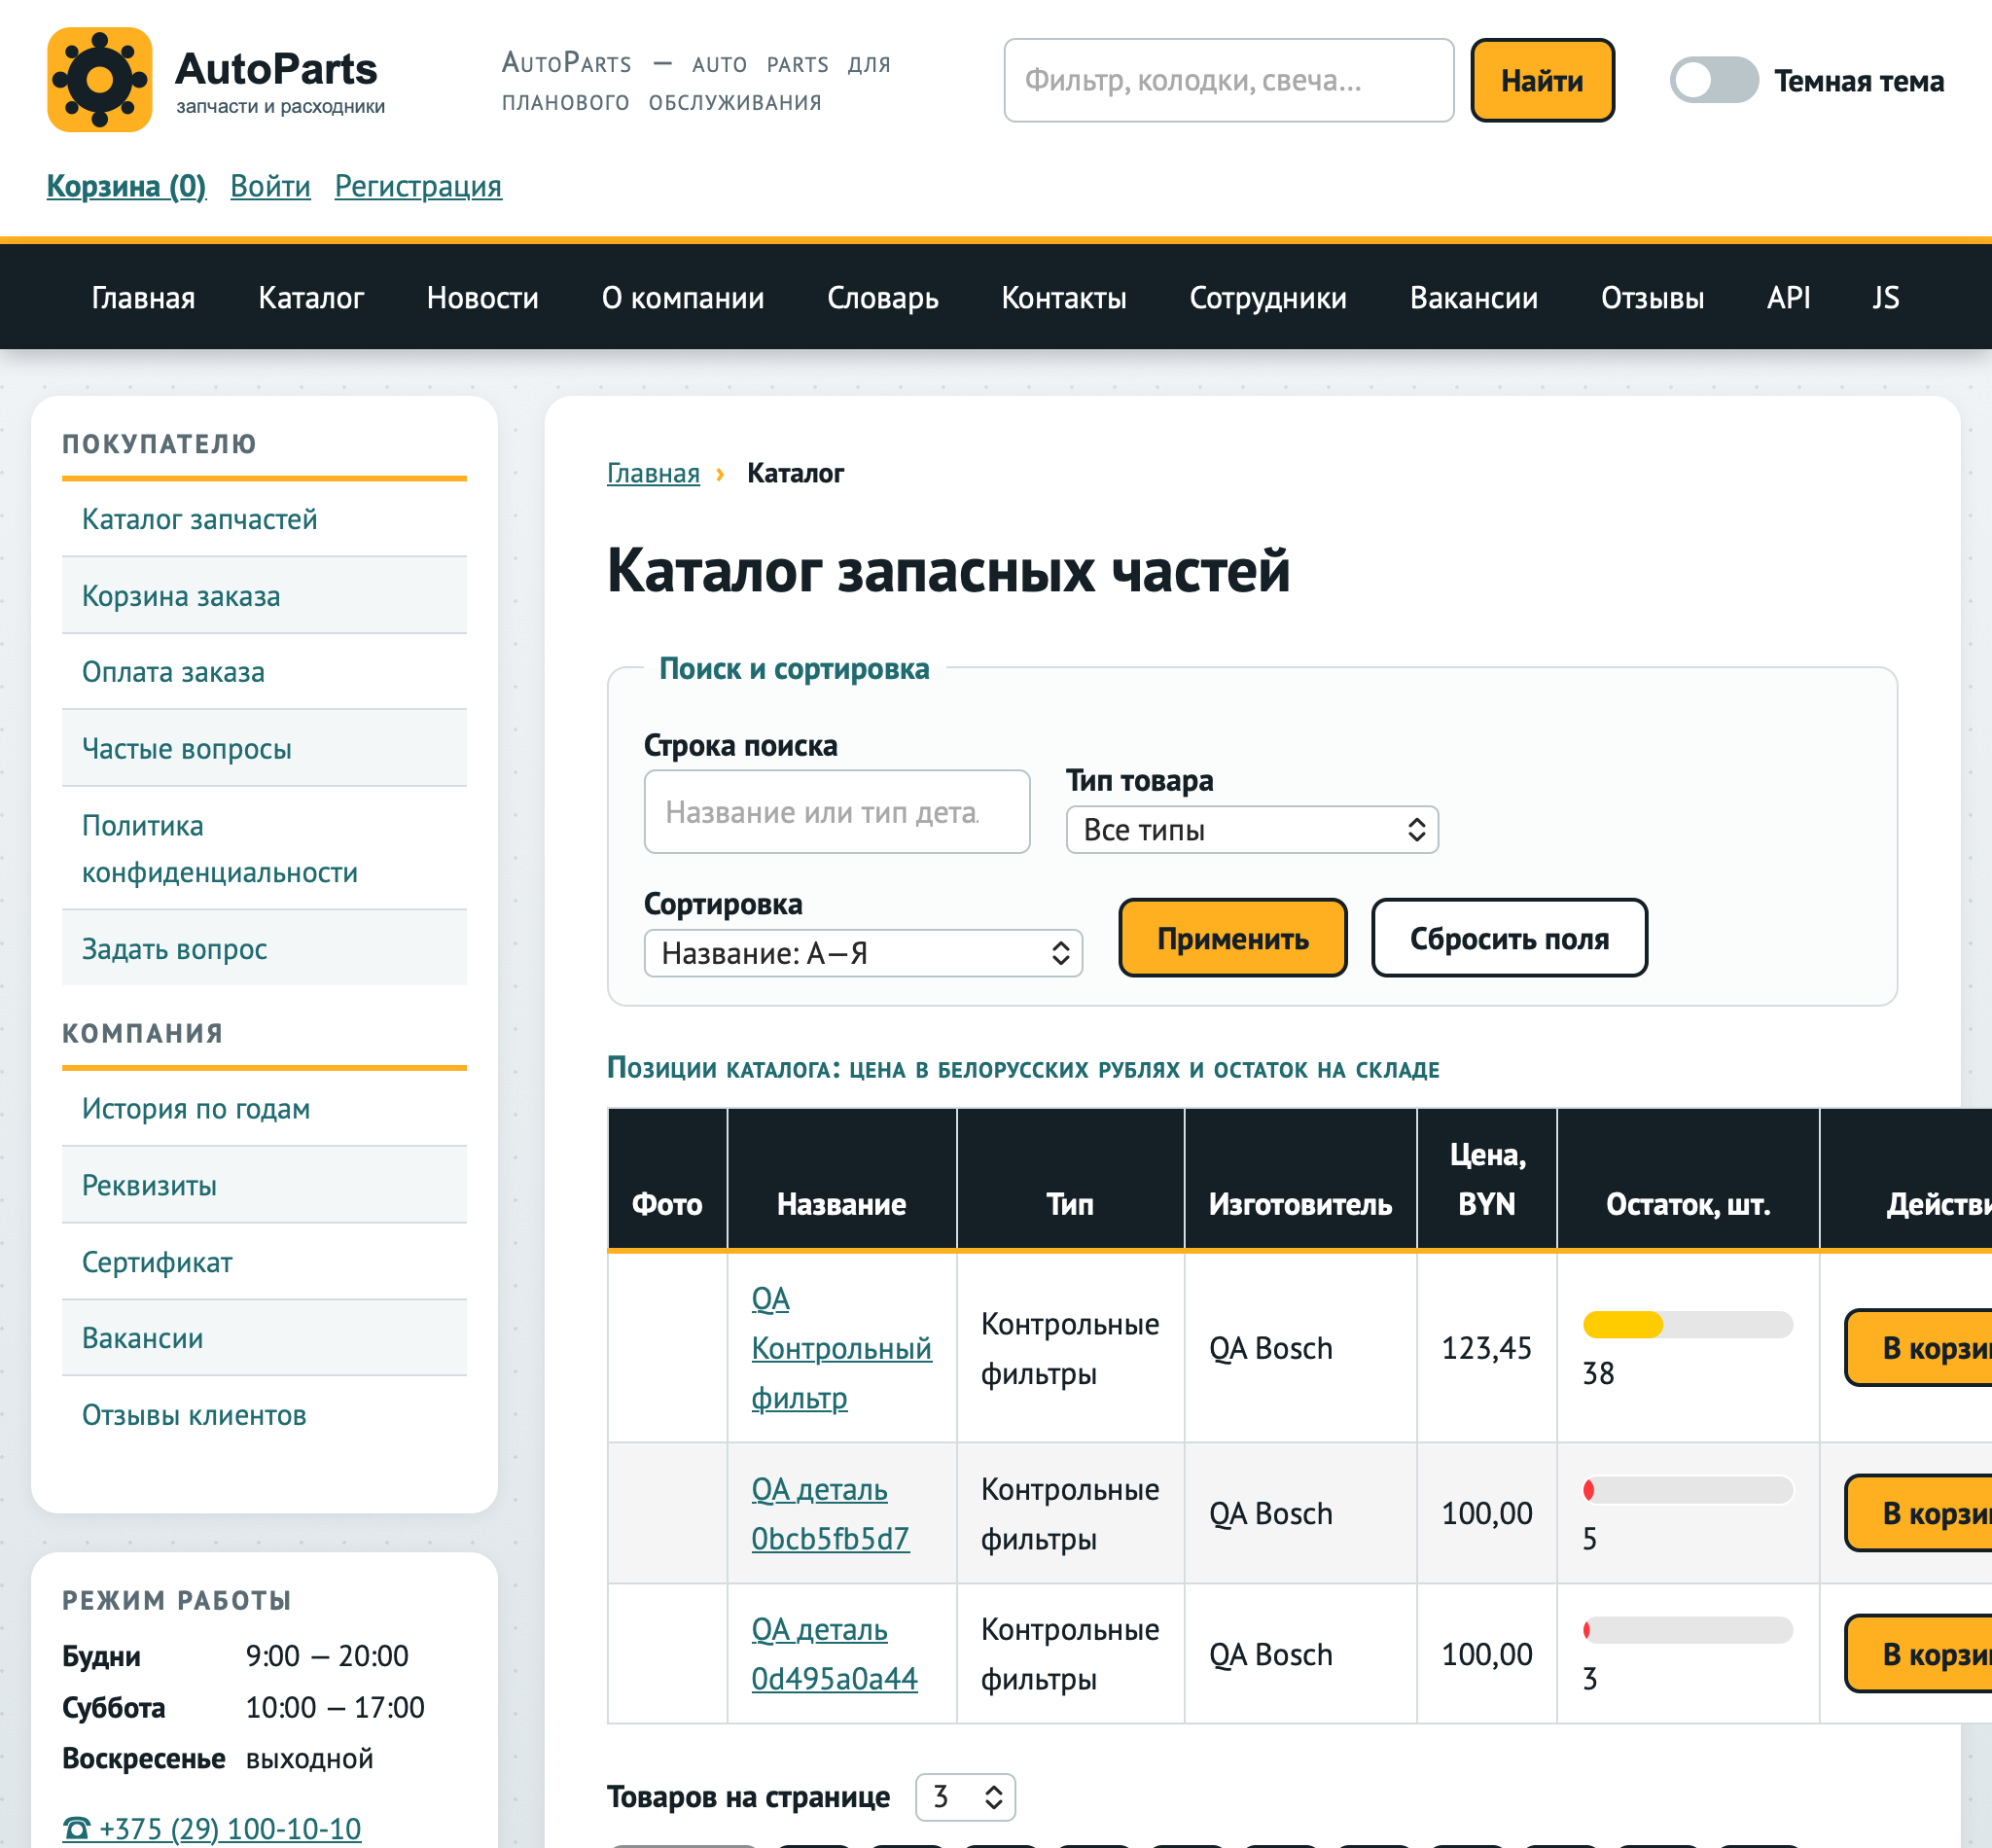 AutoParts
запчасти и расходники
AutoParts — auto parts для
планового обслуживания
Фильтр, колодки, свеча...
Найти
Темная тема
Корзина (0) Войти Регистрация
Главная Каталог Новости О компании Словарь Контакты Сотрудники Вакансии Отзывы API JS
ПОКУПАТЕЛЮ
Каталог запчастей
Корзина заказа
Оплата заказа
Частые вопросы
Политика
конфиденциальности
Задать вопрос
КОМПАНИЯ
История по годам
Реквизиты
Сертификат
Вакансии
Отзывы клиентов
РЕЖИМ РАБОТЫ
Будни 9:00 — 20:00
Суббота 10:00 — 17:00
Воскресенье выходной
☎ +375 (29) 100-10-10
Главная › Каталог
Каталог запасных частей
Поиск и сортировка
Строка поиска
Название или тип дета
Тип товара
Все типы
Сортировка
Название: А—Я
Применить
Сбросить поля
Позиции каталога: цена в белорусских рублях и остаток на складе
Фото Название Тип Изготовитель Цена, BYN Остаток, шт. Действи
QA Контрольный фильтр Контрольные фильтры QA Bosch 123,45 38 В корзи
QA деталь 0bcb5fb5d7 Контрольные фильтры QA Bosch 100,00 5 В корзи
QA деталь 0d495a0a44 Контрольные фильтры QA Bosch 100,00 3 В корзи
Товаров на странице 3